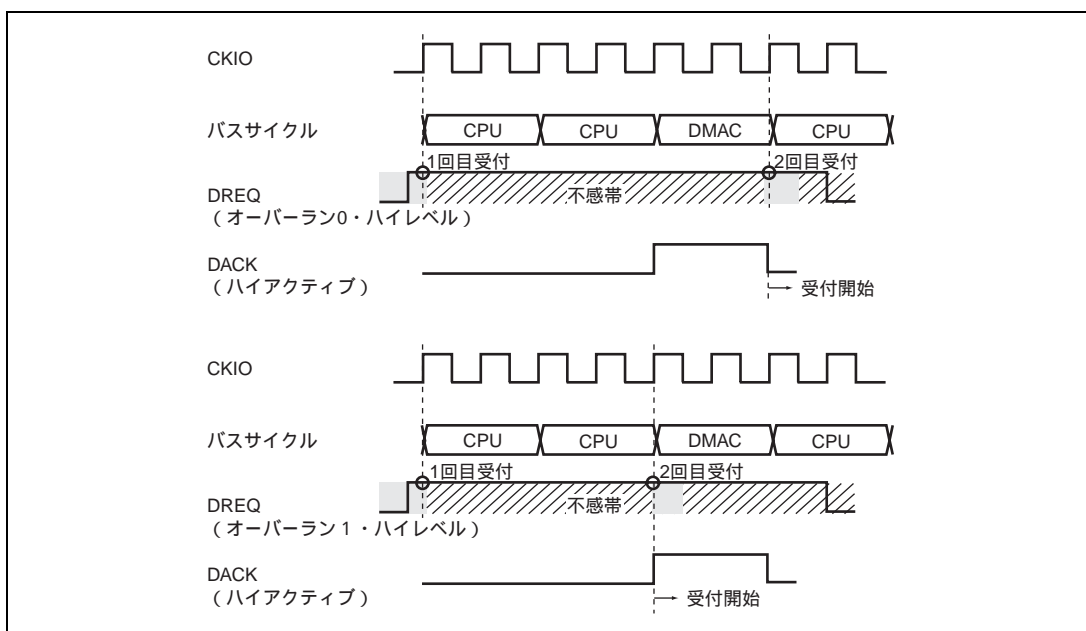 CKIO
バスサイクル CPU CPU DMAC CPU
1回目受付 2回目受付
DREQ 不感帯
(オーバーラン0・ハイレベル)
DACK
(ハイアクティブ) 受付開始
CKIO
バスサイクル CPU CPU DMAC CPU
1回目受付 2回目受付
DREQ 不感帯
(オーバーラン1・ハイレベル)
DACK
(ハイアクティブ) 受付開始